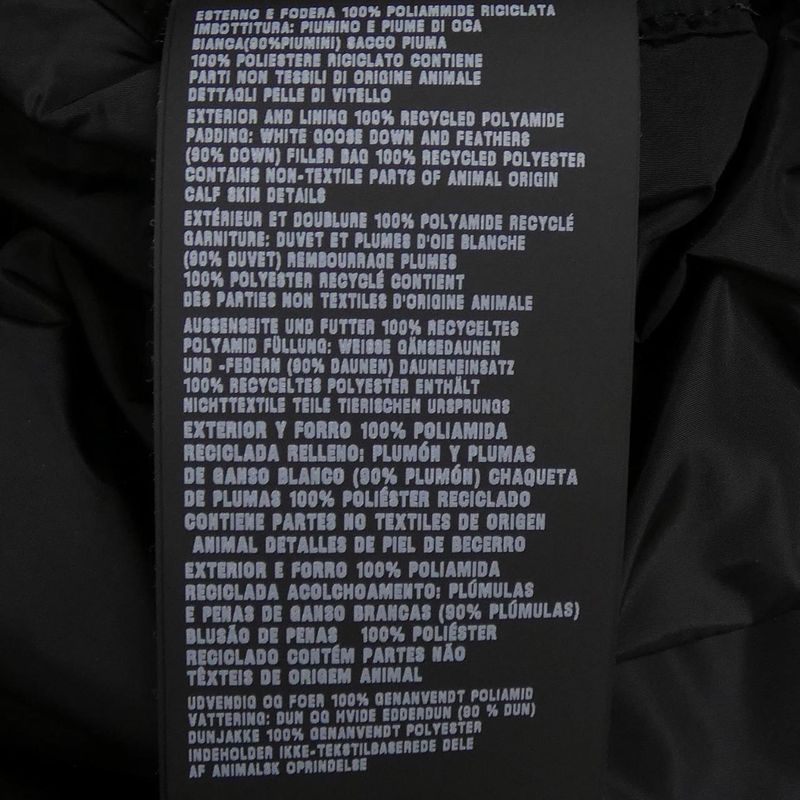 ESTERNO E FODERA 100% POLIAMMIDE RICICLATA
IMBOTTITURA: PIUMINO E PIUME DI OCA
BIANCA(90%PIUMINI) SACCO PIUMA
100% POLIESTERE RICICLATO CONTIENE
PARTI NON TESSILI DI ORIGINE ANIMALE
DETTAGLI PELLE DI VITELLO
EXTERIOR AND LINING 100% RECYCLED POLYAMIDE
PADDING: WHITE GOOSE DOWN AND FEATHERS
(90% DOWN) FILLER BAG 100% RECYCLED POLYESTER
CONTAINS NON-TEXTILE PARTS OF ANIMAL ORIGIN
CALF SKIN DETAILS
EXTÉRIEUR ET DOUBLURE 100% POLYAMIDE RECYCLÉ
GARNITURE: DUVET ET PLUMES D'OIE BLANCHE
(90% DUVET) REMBOURRAGE PLUMES
100% POLYESTER RECYCLÉ CONTIENT
DES PARTIES NON TEXTILES D'ORIGINE ANIMALE
AUSSENSEITE UND FUTTER 100% RECYCELTES
POLYAMID FÜLLUNG: WEISSE GÄNSEDAUNEN
UND -FEDERN (90% DAUNEN) DAUNENEINSATZ
100% RECYCELTES POLYESTER ENTHÄLT
NICHTTEXTILE TEILE TIERISCHEN URSPRUNGS
EXTERIOR Y FORRO 100% POLIAMIDA
RECICLADA RELLENO: PLUMÓN Y PLUMAS
DE GANSO BLANCO (90% PLUMÓN) CHAQUETA
DE PLUMAS 100% POLIÉSTER RECICLADO
CONTIENE PARTES NO TEXTILES DE ORIGEN
ANIMAL DETALLES DE PIEL DE BECERRO
EXTERIOR E FORRO 100% POLIAMIDA
RECICLADA ACOLCHOAMENTO: PLÚMULAS
E PENAS DE GANSO BRANCAS (90% PLÚMULAS)
BLUSÃO DE PENAS 100% POLIÉSTER
RECICLADO CONTÉM PARTES NÃO
TÊXTEIS DE ORIGEM ANIMAL
UDVENDIG OG FOER 100% GENANVENDT POLIAMID
VATTERING: DUN OG HVIDE EDDERDUN (90 % DUN)
DUNJAKKE 100% GENANVENDT POLYESTER
INDEHOLDER IKKE-TEKSTILBASEREDE DELE
AF ANIMALSK OPRINDELSE